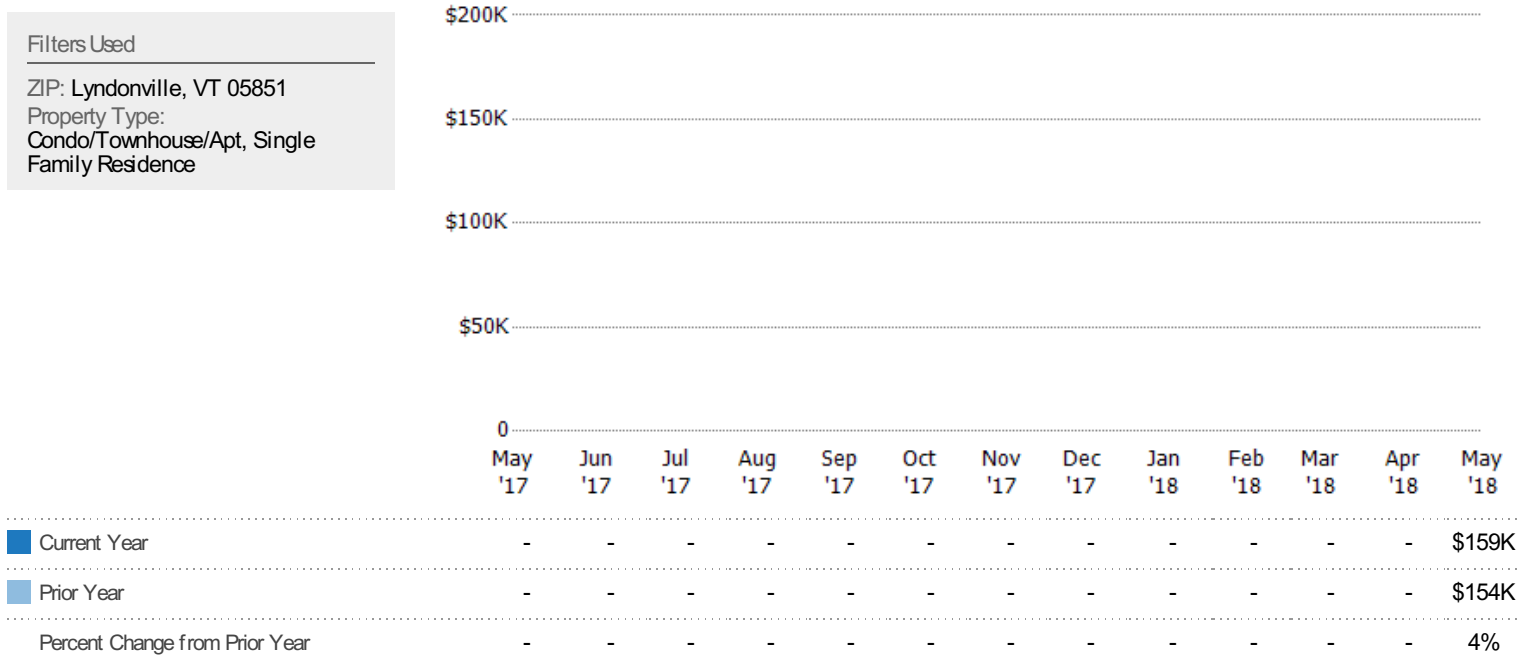 Filters Used
ZIP: Lyndonville, VT 05851
Property Type:
Condo/Townhouse/Apt, Single
Family Residence
$200K
$150K
$100K
$50K
0
May Jun Jul Aug Sep Oct Nov Dec Jan Feb Mar Apr May
'17 '17 '17 '17 '17 '17 '17 '17 '18 '18 '18 '18 '18
Current Year - - - - - - - - - - - - $159K
Prior Year - - - - - - - - - - - - $154K
Percent Change from Prior Year - - - - - - - - - - - - 4%